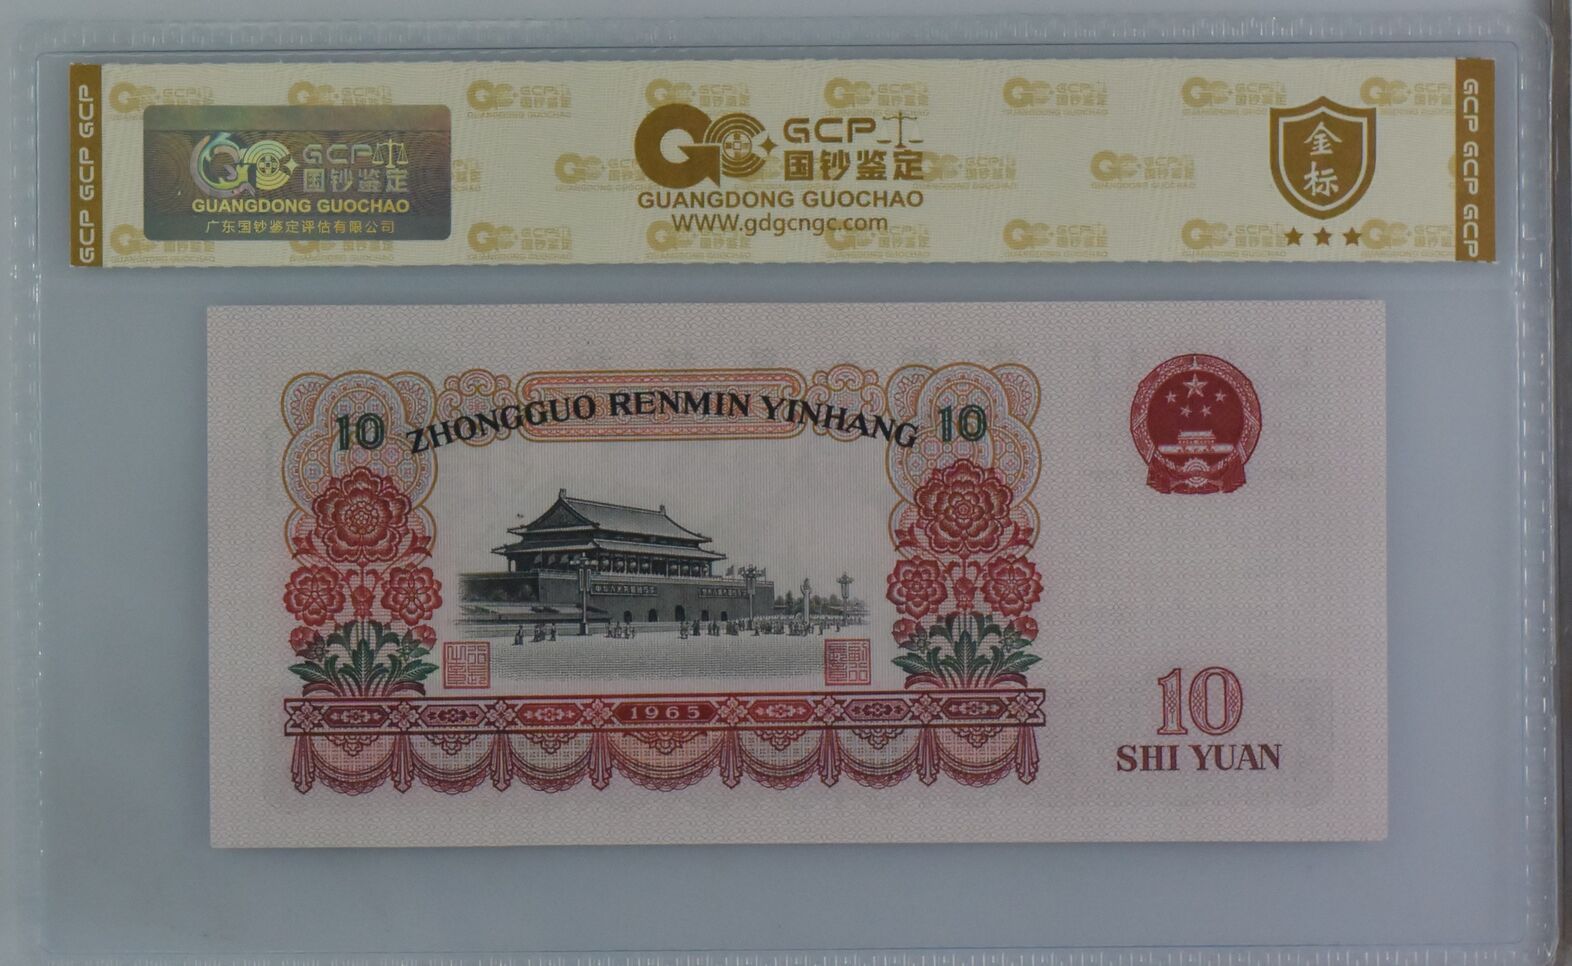 GCP GCP GCP
GCP 国钞鉴定
GUANGDONG GUOCHAO
广东国钞鉴定评估有限公司
GCP
国钞鉴定
GUANGDONG GUOCHAO
WWW.gdgcngc.com
金标
GCP GCP GCP
10 ZHONGGUO RENMIN YINHANG 10
1965
10
SHI YUAN